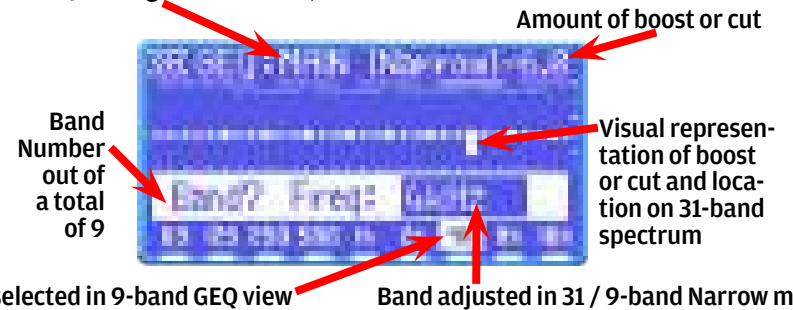 Amount of boost or cut
Narrow
Band
Number
out of
a total
of 9
Visual represen-
tation of boost
or cut and loca-
tion on 31-band
spectrum
Band? Freq:
selected in 9-band GEQ view
Band adjusted in 31 / 9-band Narrow m